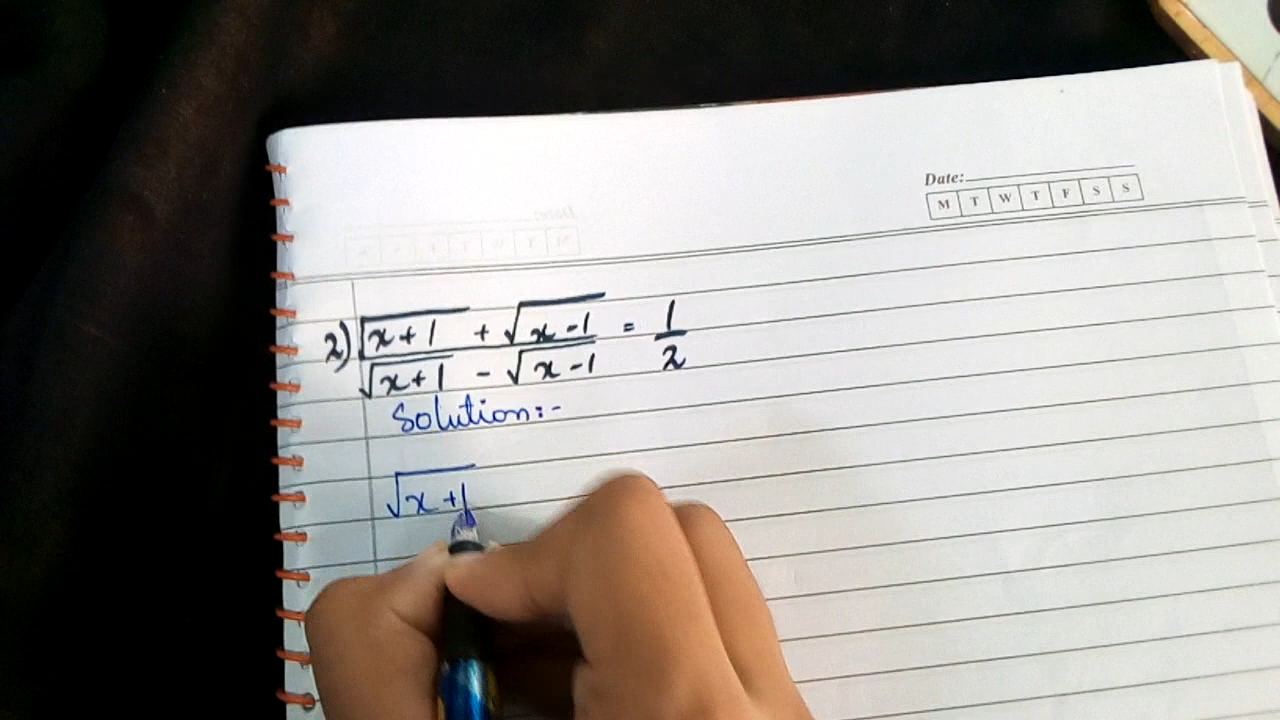 Date:
M T W T F S S
2) √x+1 + √x-1 = 1
√x+1 - √x-1 2
Solution:-
√x+1